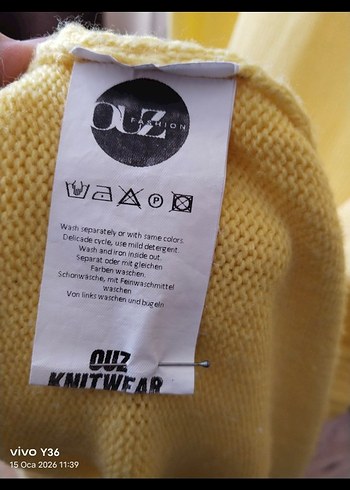 OUZ
FASHION
P
Wash separately or with same colors.
Delicade cycle, use mild detergent.
Wash and iron inside out.
Separat oder mit gleichen
Farben waschen.
Schonwäsche, mit Feinwaschmittel
waschen
Von links waschen und bügeln
OUZ
KNITWEAR
vivo Y36
15 Oca 2026 11:39